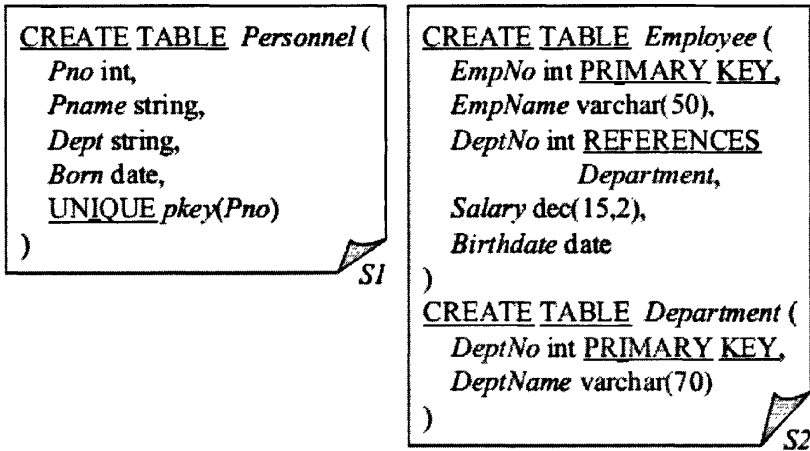 CREATE TABLE Personnel (
Pno int,
Pname string,
Dept string,
Born date,
UNIQUE pkey(Pno)
)
S1
CREATE TABLE Employee (
EmpNo int PRIMARY KEY,
EmpName varchar(50),
DeptNo int REFERENCES
Department,
Salary dec(15,2),
Birthdate date
)
CREATE TABLE Department (
DeptNo int PRIMARY KEY,
DeptName varchar(70)
)
S2